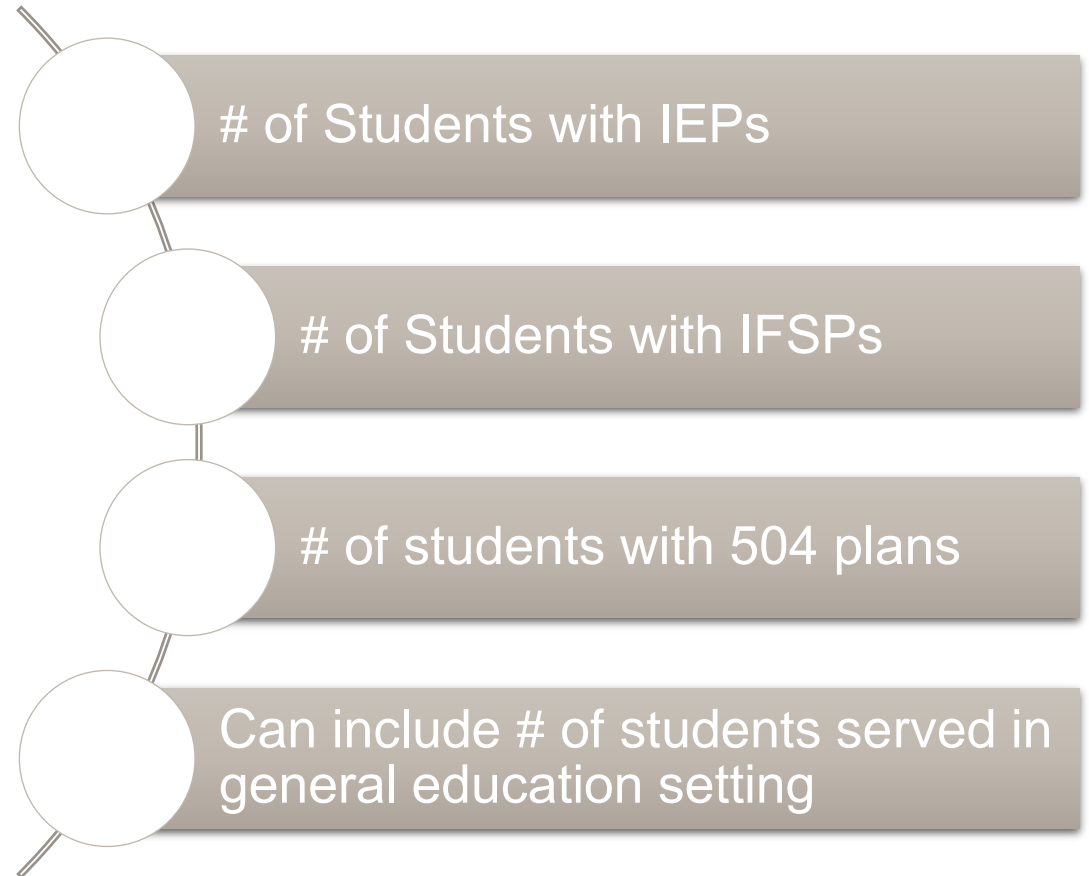 # of Students with IEPs
# of Students with IFSPs
# of students with 504 plans
Can include # of students served in
general education setting